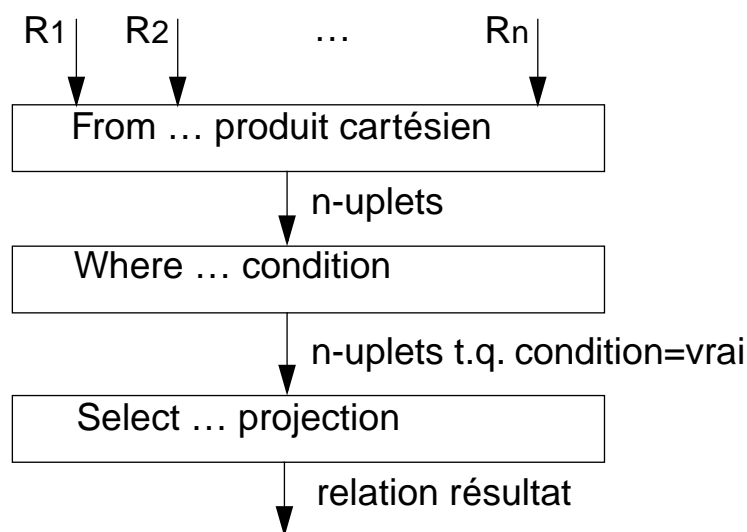 R1 R2 … Rn
From … produit cartésien
n-uplets
Where … condition
n-uplets t.q. condition=vrai
Select … projection
relation résultat